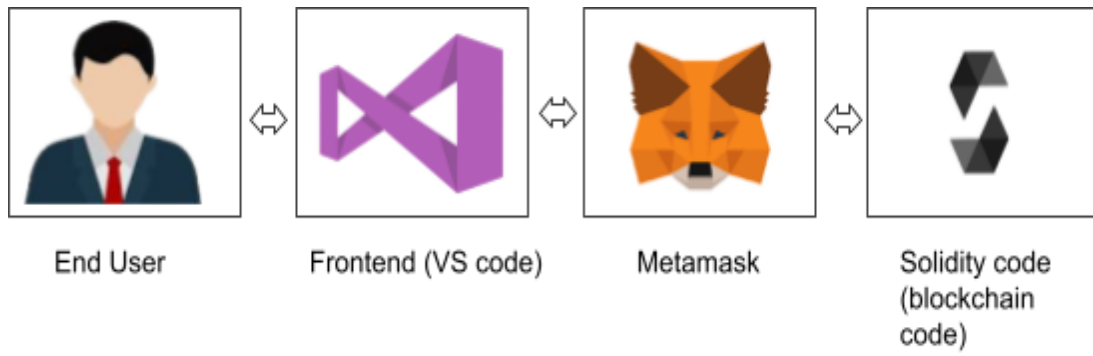 End User
Frontend (VS code)
Metamask
Solidity code
(blockchain
code)